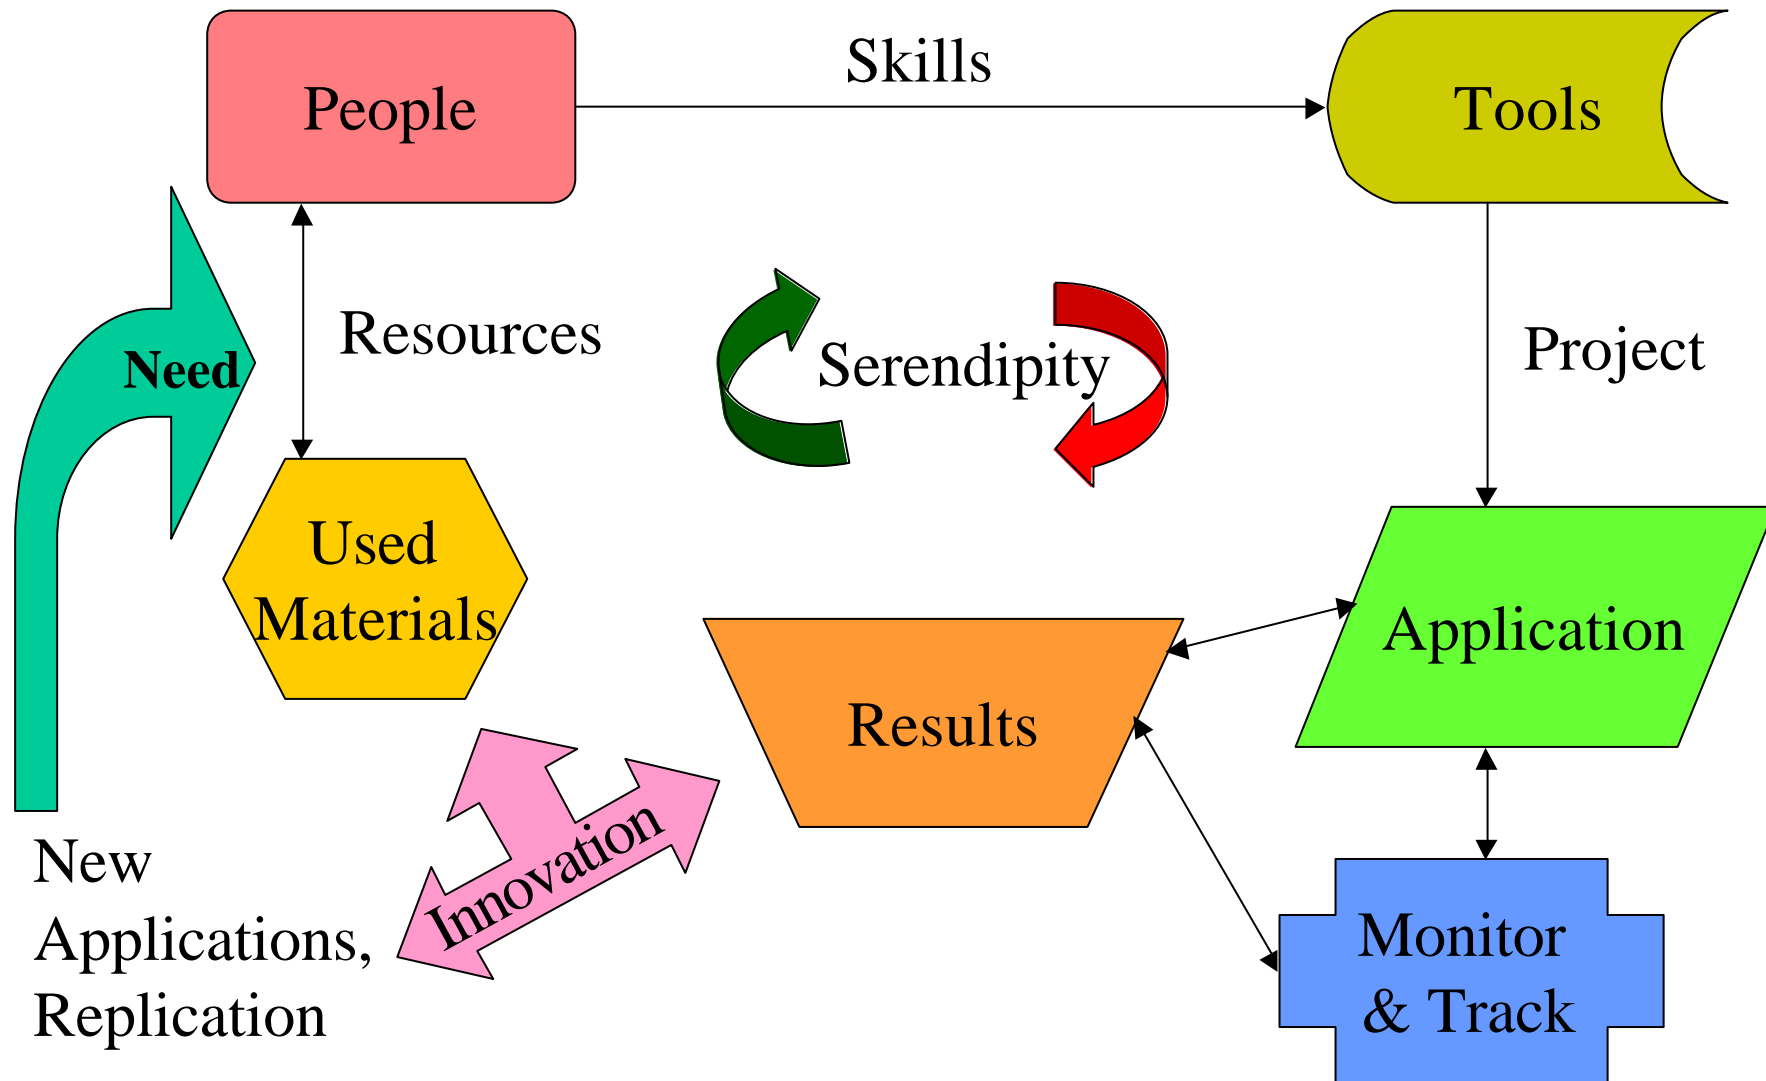 Skills
People
Tools
Resources
Serendipity
Project
Need
Used
Materials
Application
Results
Innovation
New
Applications,
Replication
Monitor
& Track